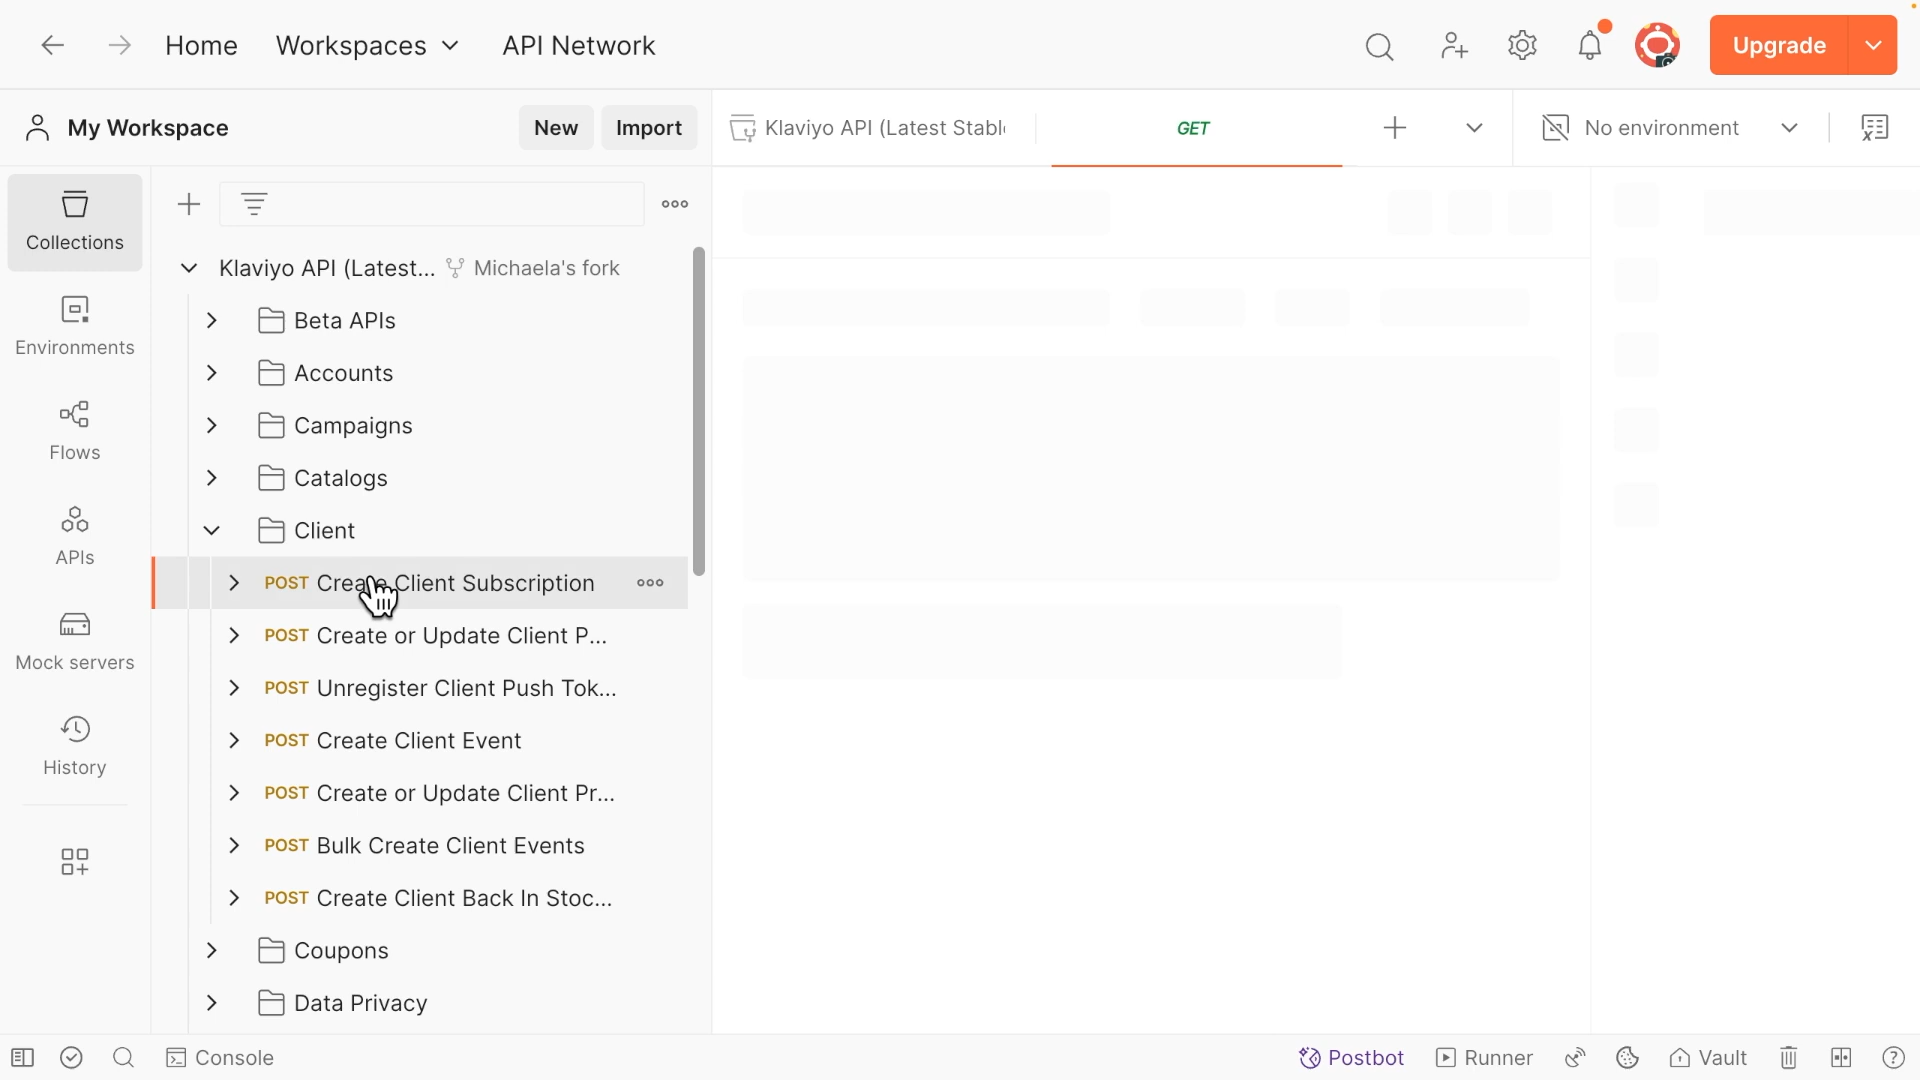 Home Workspaces API Network Upgrade
My Workspace New Import Klaviyo API (Latest Stabl GET No environment
Collections
Environments
Flows
APIs
Mock servers
History
Klaviyo API (Latest... Michaela's fork
Beta APIs
Accounts
Campaigns
Catalogs
Client
POST Create Client Subscription
POST Create or Update Client P...
POST Unregister Client Push Tok...
POST Create Client Event
POST Create or Update Client Pr...
POST Bulk Create Client Events
POST Create Client Back In Stoc...
Coupons
Data Privacy
Console Postbot Runner Vault